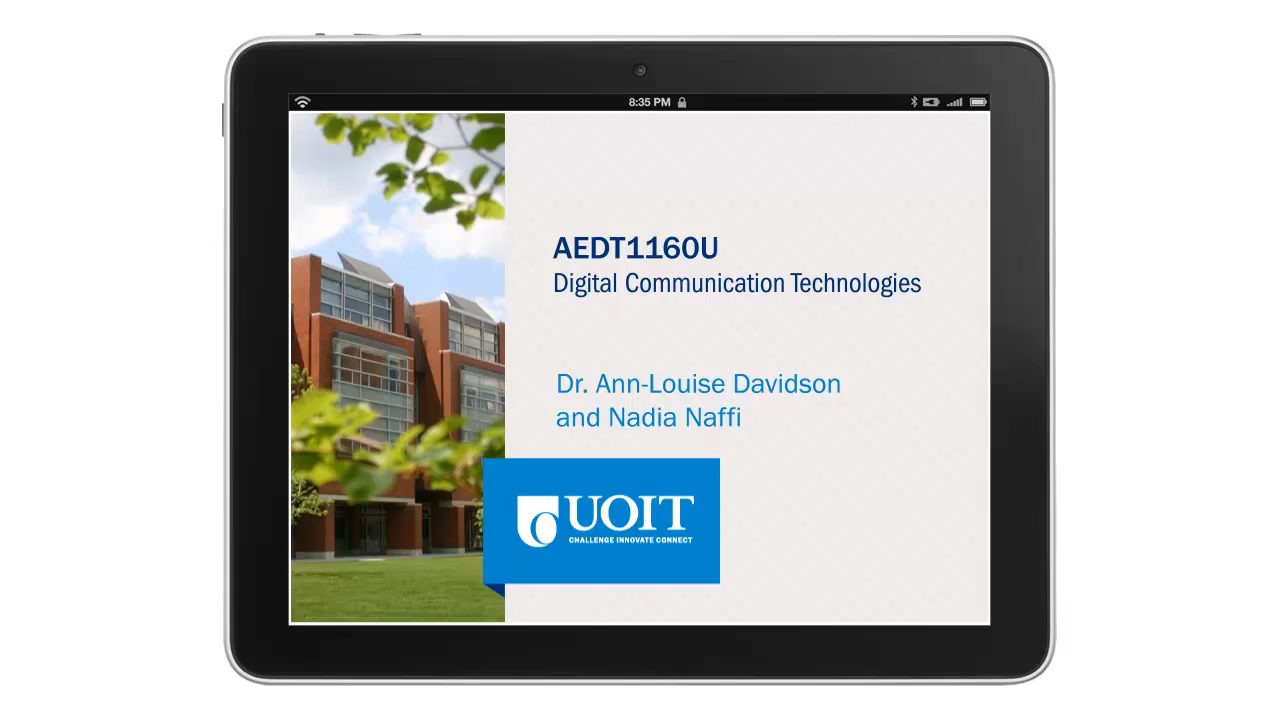 8:35 PM
AEDT1160U
Digital Communication Technologies
Dr. Ann-Louise Davidson
and Nadia Naffi
UOIT
CHALLENGE INNOVATE CONNECT